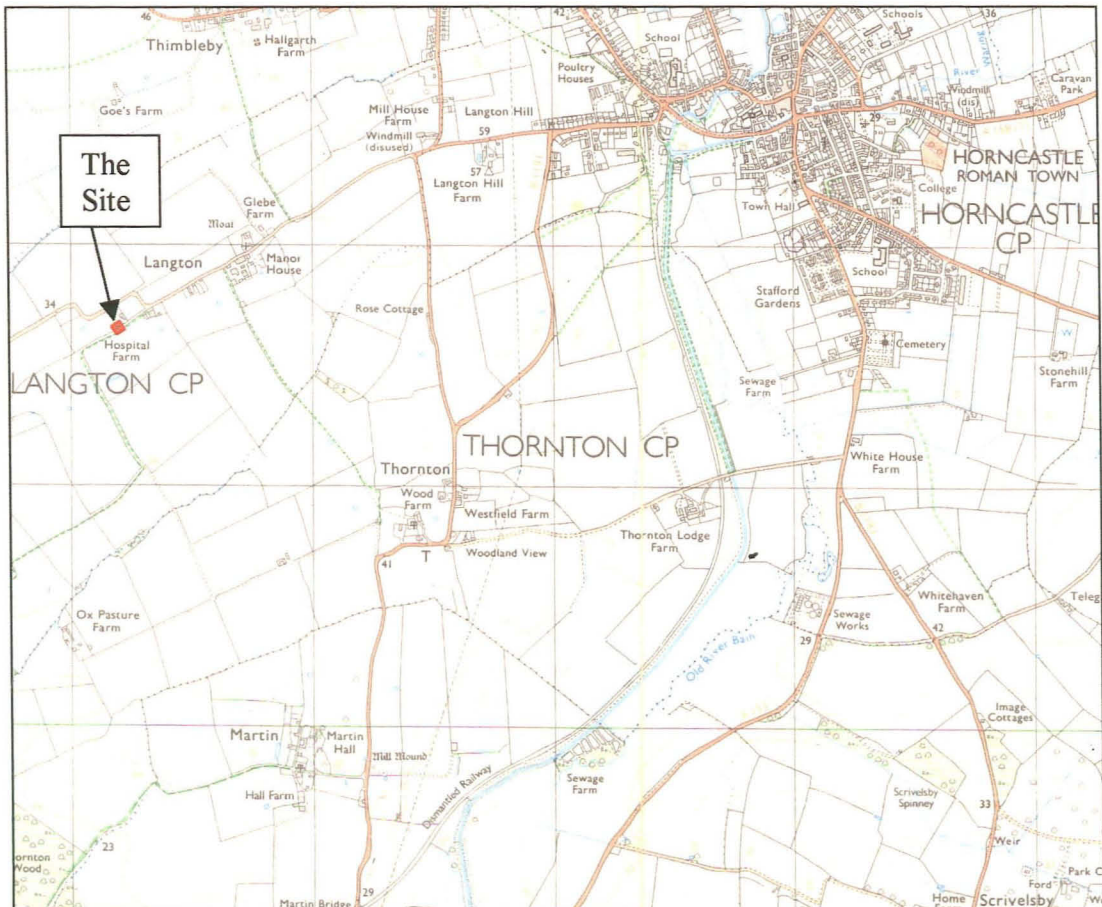 46
Thimbleby
Hallgarth
Farm
42
School
Schools
36
Poultry
Houses
River
Windmill
(dis)
Caravan
Park
Goe's Farm
Mill House
Farm
Langton Hill
Windmill
(disused)
59
29
57
Langton Hill
Farm
HORNCASTLE
ROMAN TOWN
College
The
Site
Glebe
Farm
Moat
Town Hall
HORNCASTLE
CP
Langton
Manor
House
School
Stafford
Gardens
34
Rose Cottage
Hospital
Farm
Cemetery
W
Stonehill
Farm
LANGTON CP
Sewage
Farm
THORNTON CP
White House
Farm
Thornton
Wood
Farm
Westfield Farm
Thornton Lodge
Farm
Woodland View
41
T
Whitehaven
Farm
Teleg
Ox Pasture
Farm
Sewage
Works
29
42
Old River Bain
Image
Cottages
Martin
Martin
Hall
Mill Mound
Hall Farm
Dismantled Railway
Sewage
Farm
Scrivelsby
Spinney
33
Weir
23
ornton
Wood
29
Martin Bridge
Park C
Ford
Home
Scrivelsby